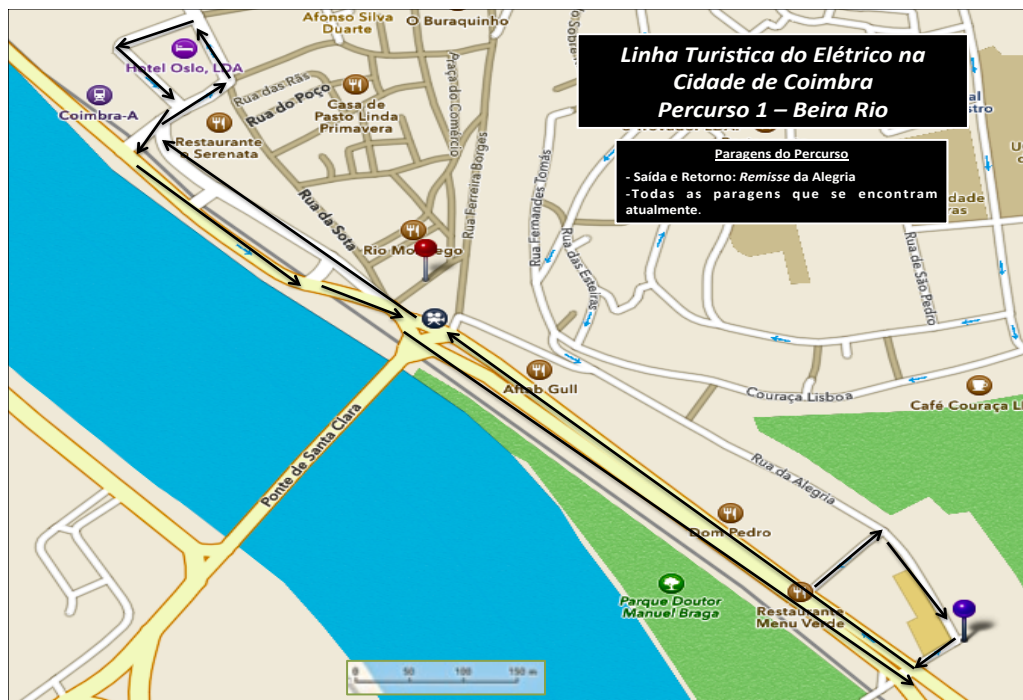 Afonso Silva
Duarte
O Buraquinho
Linha Turistica do Elétrico na
Cidade de Coimbra
Percurso 1 – Beira Rio
Hotel Oslo, LDA
Coimbra-A
Rua das Rãs
Rua do Poço
Casa de
Pasto Linda
Primavera
Praça do Comércio
Restaurante
Serenata
Rua Ferreira Borges
Paragens do Percurso
- Saída e Retorno: Remisse da Alegria
-Todas as paragens que se encontram
atualmente.
Rua Fernandes Tomás
Rua das Esteiras
Rua de São Pedro
Rua da Sota
Rio Mondego
Aftab Gull
Couraça Lisboa
Café Couraça
Ponte de Santa Clara
Rua da Alegria
Dom Pedro
Parque Doutor
Manuel Braga
Restaurante
Menu Verde
0 50 100 150 m